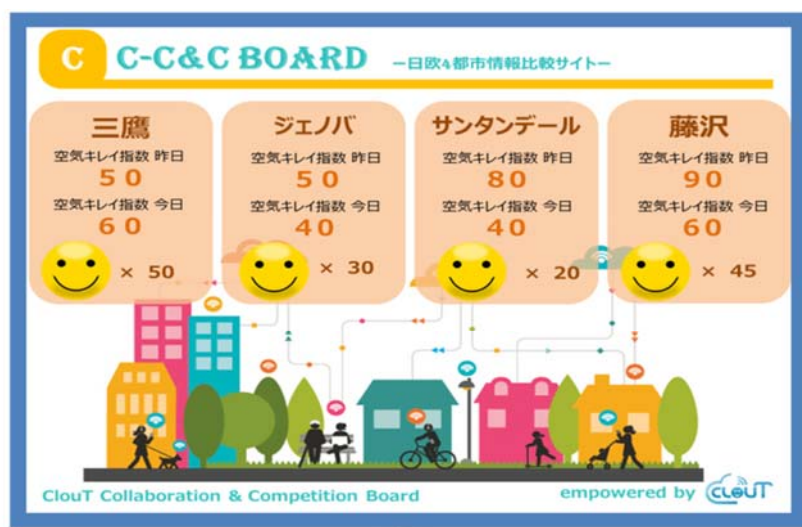 C C-C&C BOARD －日欧4都市情報比較サイト－
三鷹
空気キレイ指数 昨日
50
空気キレイ指数 今日
60
× 50
ジェノバ
空気キレイ指数 昨日
50
空気キレイ指数 今日
40
× 30
サンタンデール
空気キレイ指数 昨日
80
空気キレイ指数 今日
40
× 20
藤沢
空気キレイ指数 昨日
90
空気キレイ指数 今日
60
× 45
ClouT Collaboration & Competition Board
empowered by CLOUT